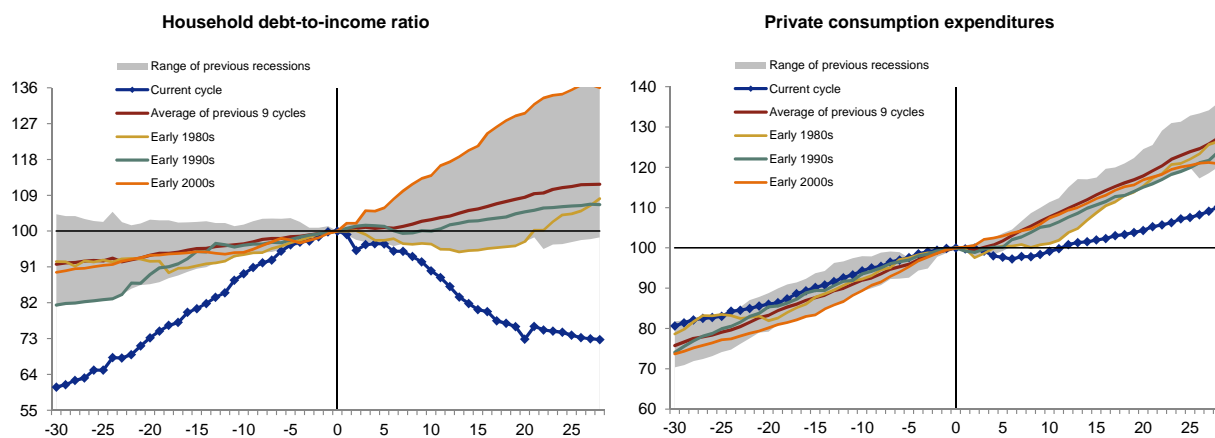 Household debt-to-income ratio
Range of previous recessions
Current cycle
Average of previous 9 cycles
Early 1980s
Early 1990s
Early 2000s
136
127
118
109
100
91
82
73
64
55
-30 -25 -20 -15 -10 -5 0 5 10 15 20 25
Private consumption expenditures
Range of previous recessions
Current cycle
Average of previous 9 cycles
Early 1980s
Early 1990s
Early 2000s
140
130
120
110
100
90
80
70
60
-30 -25 -20 -15 -10 -5 0 5 10 15 20 25